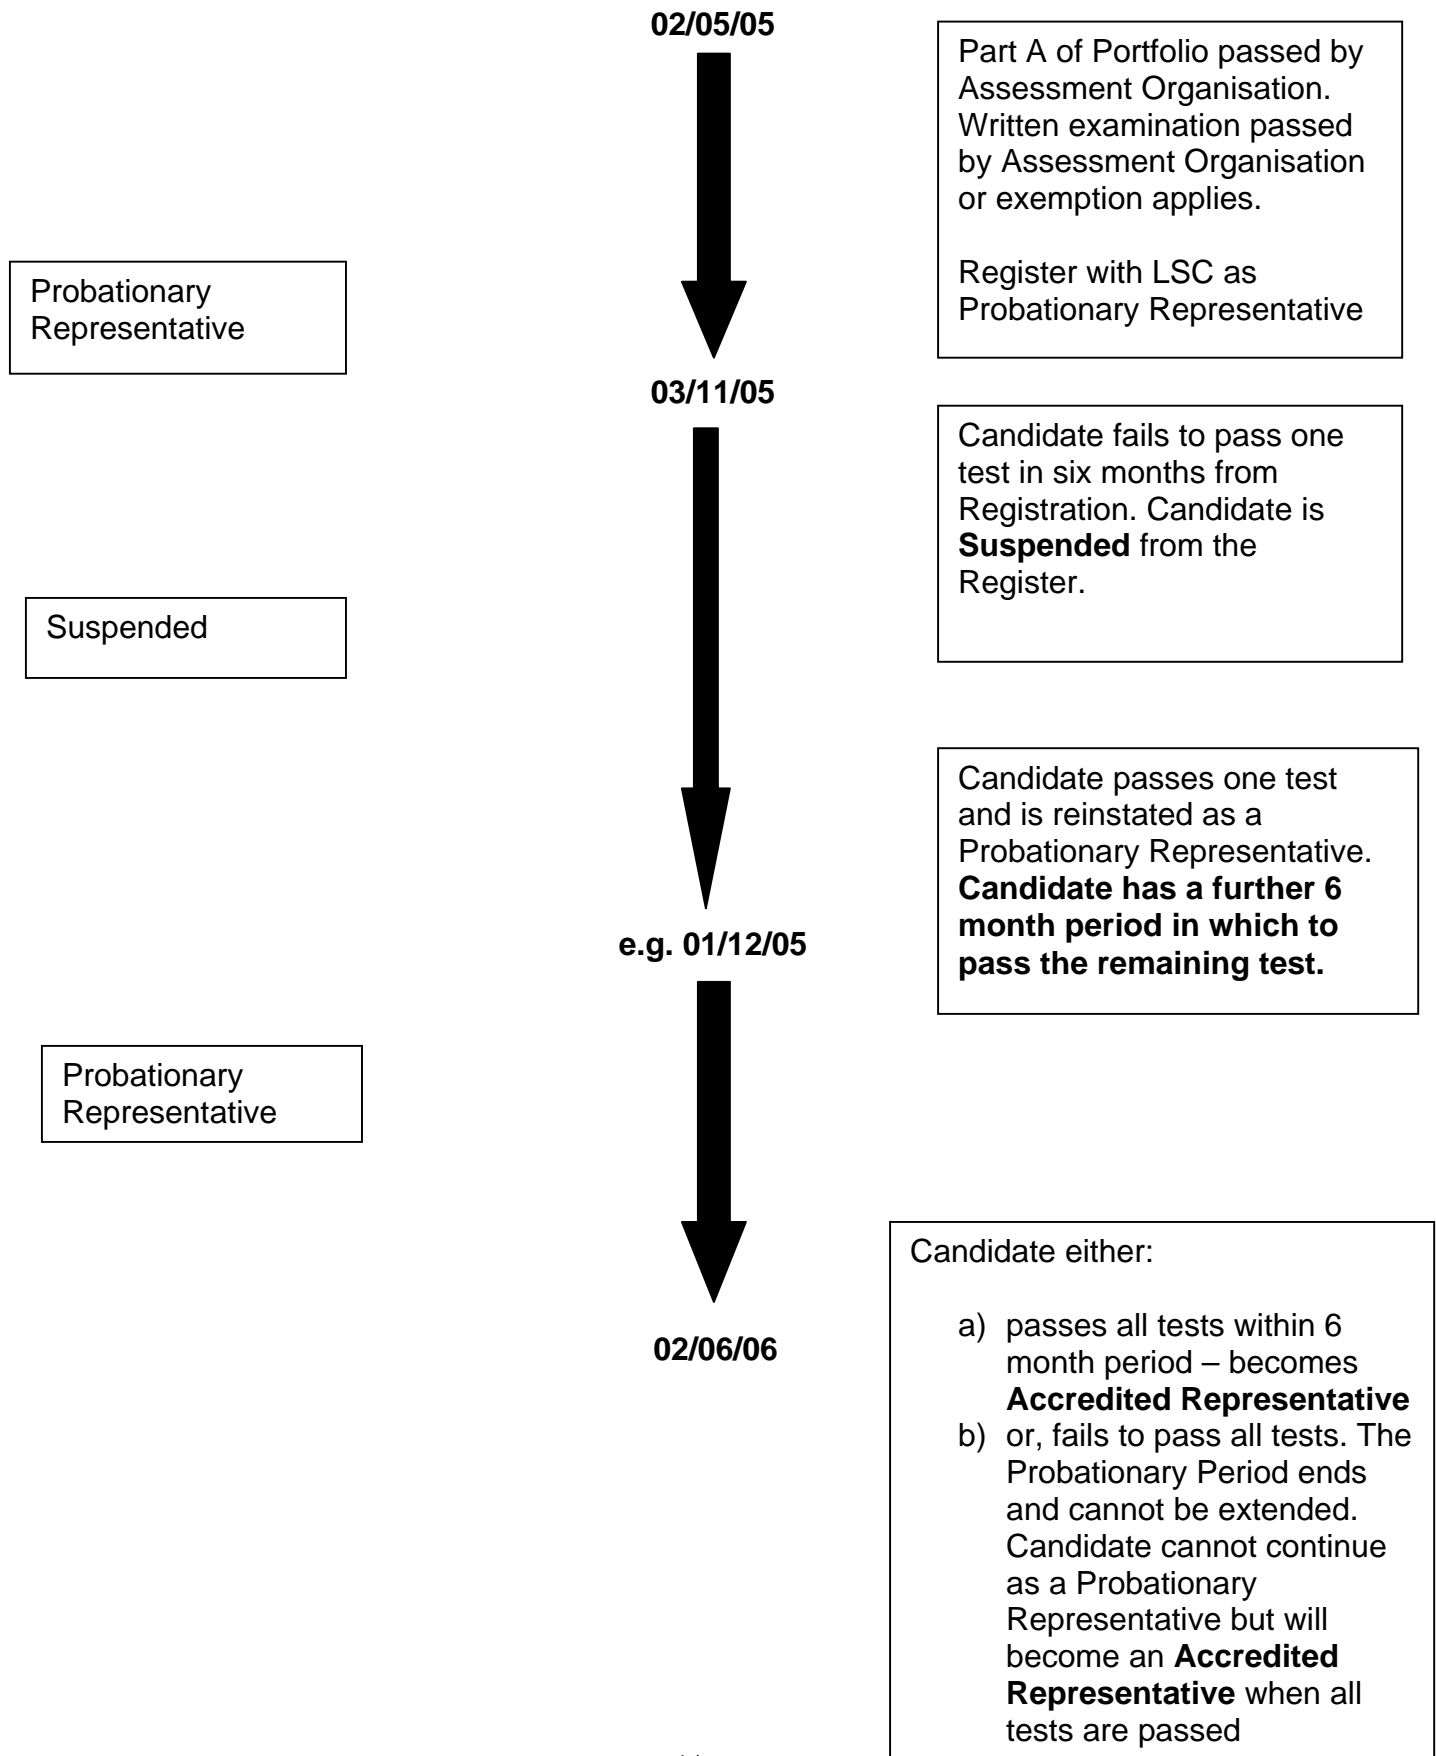 02/05/05
Part A of Portfolio passed by
Assessment Organisation.
Written examination passed
by Assessment Organisation
or exemption applies.
Register with LSC as
Probationary Representative
Probationary
Representative
03/11/05
Candidate fails to pass one
test in six months from
Registration. Candidate is
Suspended from the
Register.
Suspended
Candidate passes one test
and is reinstated as a
Probationary Representative.
Candidate has a further 6
month period in which to
pass the remaining test.
e.g. 01/12/05
Probationary
Representative
Candidate either:
a) passes all tests within 6
month period – becomes
Accredited Representative
b) or, fails to pass all tests. The
Probationary Period ends
and cannot be extended.
Candidate cannot continue
as a Probationary
Representative but will
become an Accredited
Representative when all
tests are passed
02/06/06